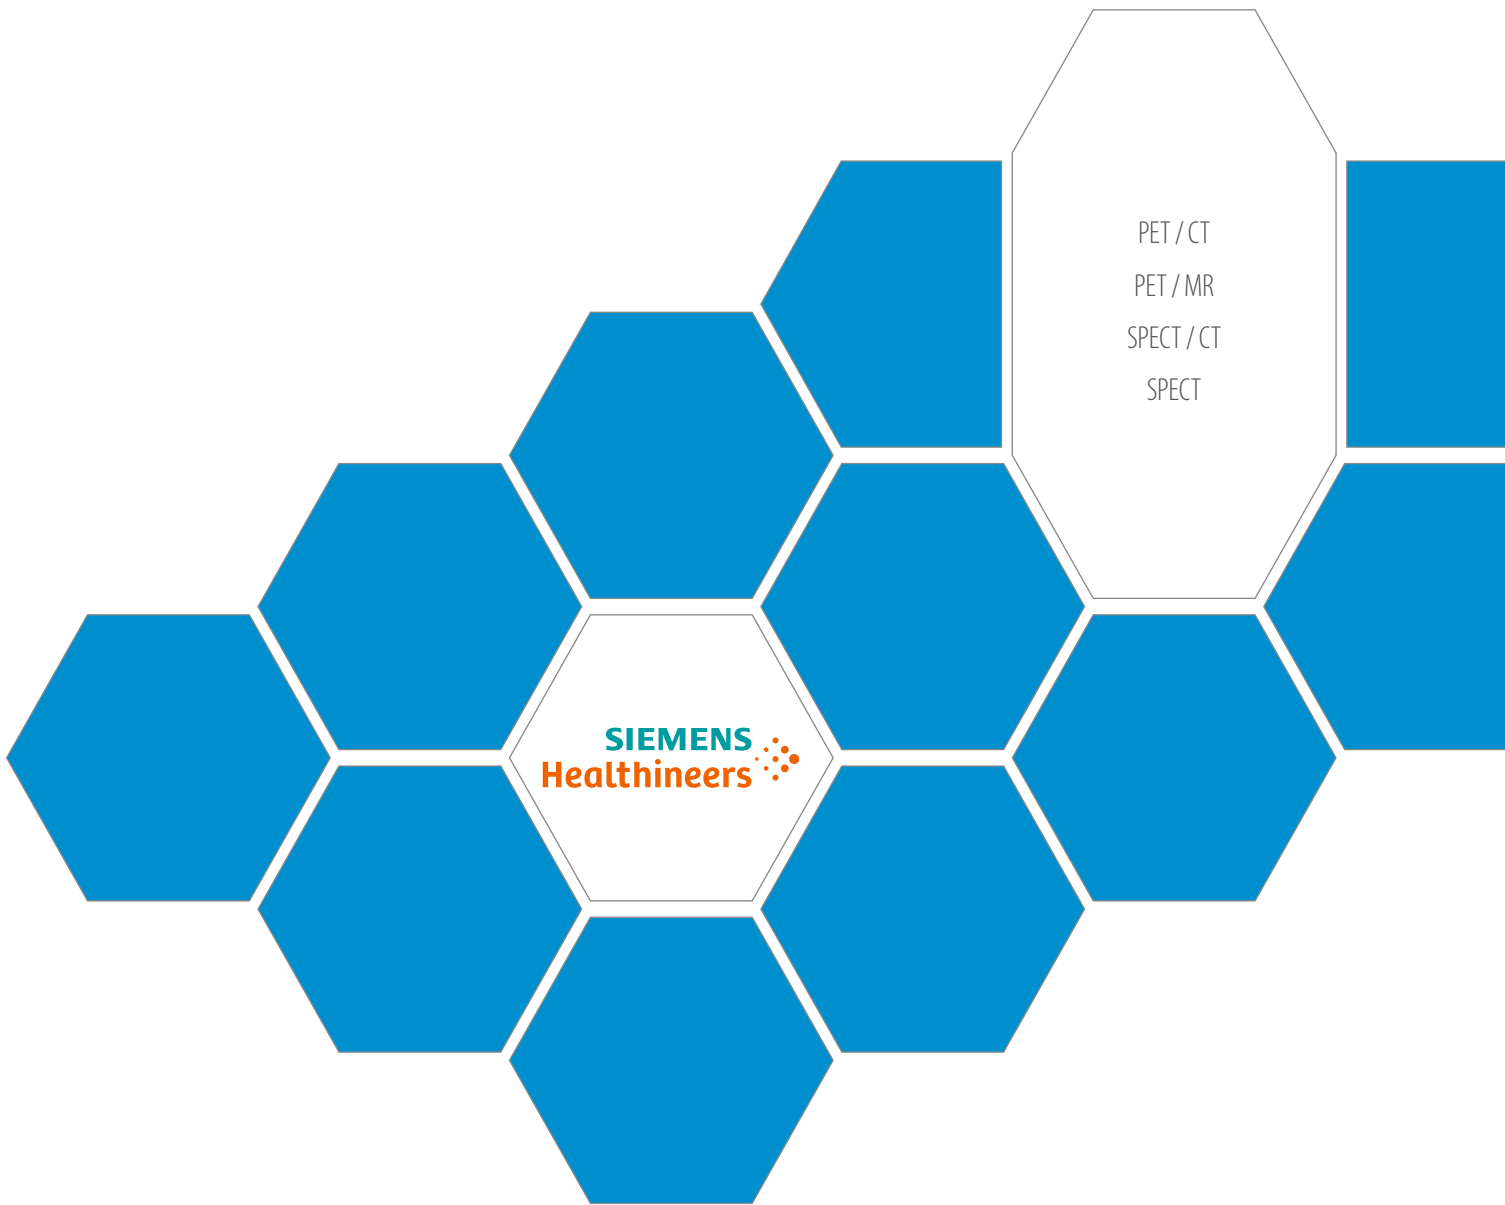 PET / CT
PET / MR
SPECT / CT
SPECT
SIEMENS
Healthineers